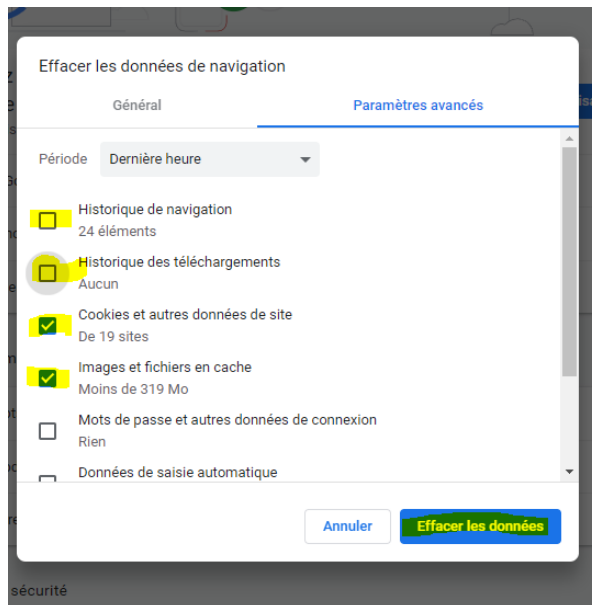 Effacer les données de navigation
Général Paramètres avancés
Période Dernière heure
Historique de navigation
24 éléments
Historique des téléchargements
Aucun
Cookies et autres données de site
De 19 sites
Images et fichiers en cache
Moins de 319 Mo
Mots de passe et autres données de connexion
Rien
Données de saisie automatique
Annuler Effacer les données
sécurité